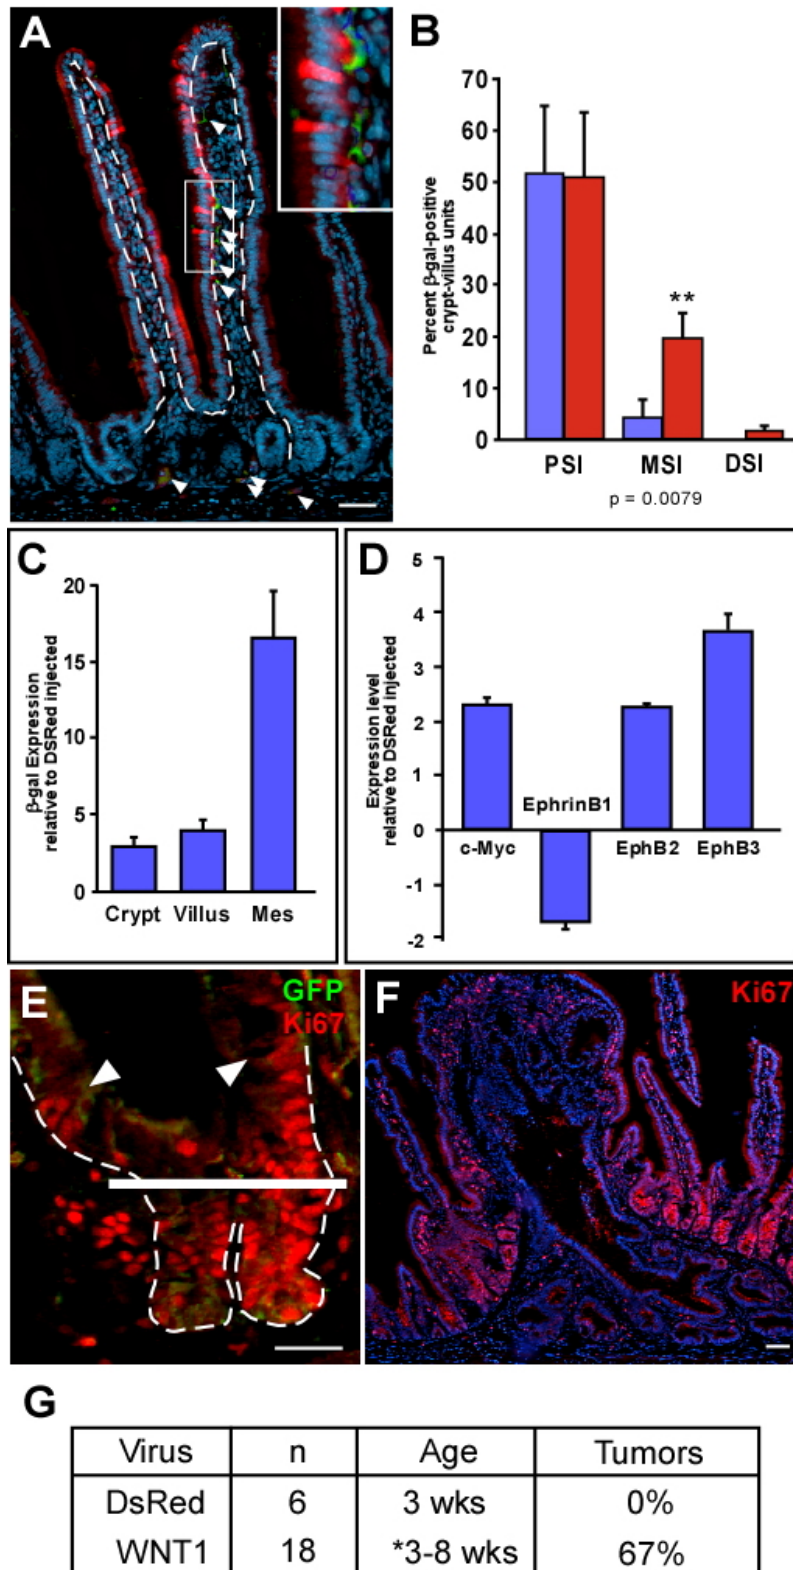 A
B
70
60
50
40
30
20
10
0
Percent β-gal-positive
crypt-villus units
**
PSI MSI DSI
p = 0.0079
C
20
15
10
5
0
β-gal Expression
relative to DSRed injected
Crypt Villus Mes
D
5
4
3
2
1
0
-1
-2
Expression level
relative to DSRed injected
EphrinB1
c-Myc EphB2 EphB3
E
GFP
Ki67
F
Ki67
G
Virus n Age Tumors
DsRed 6 3 wks 0%
WNT1 18 *3-8 wks 67%